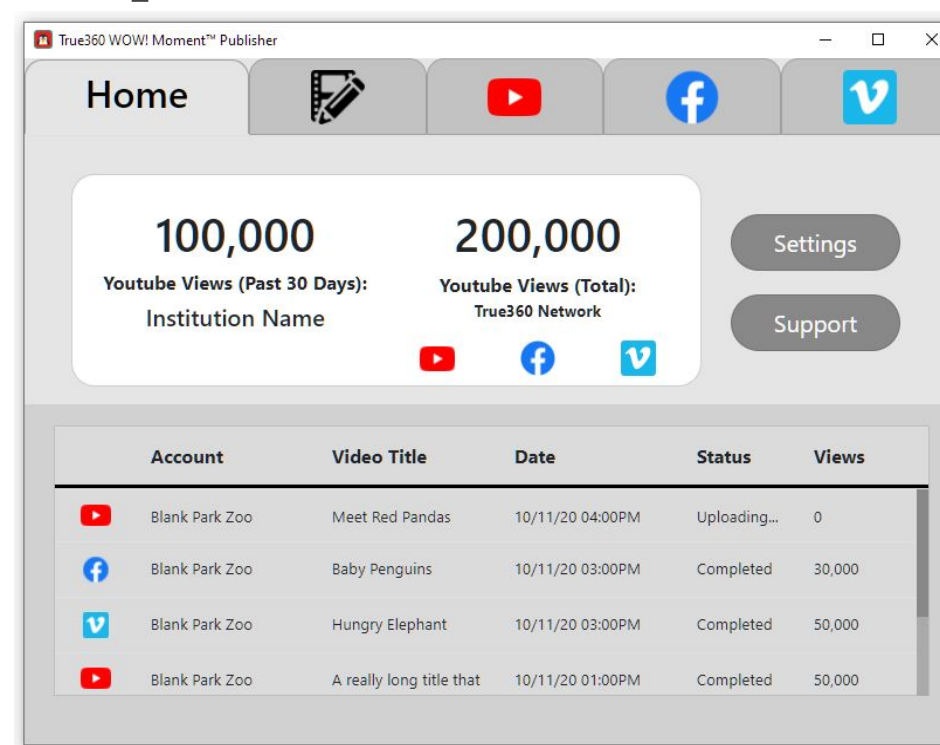 True360 WOW! Moment™ Publisher
Home
100,000
Youtube Views (Past 30 Days):
Institution Name
200,000
Youtube Views (Total):
True360 Network
Settings
Support
Account Video Title Date Status Views
Blank Park Zoo Meet Red Pandas 10/11/20 04:00PM Uploading... 0
Blank Park Zoo Baby Penguins 10/11/20 03:00PM Completed 30,000
Blank Park Zoo Hungry Elephant 10/11/20 03:00PM Completed 50,000
Blank Park Zoo A really long title that 10/11/20 01:00PM Completed 50,000